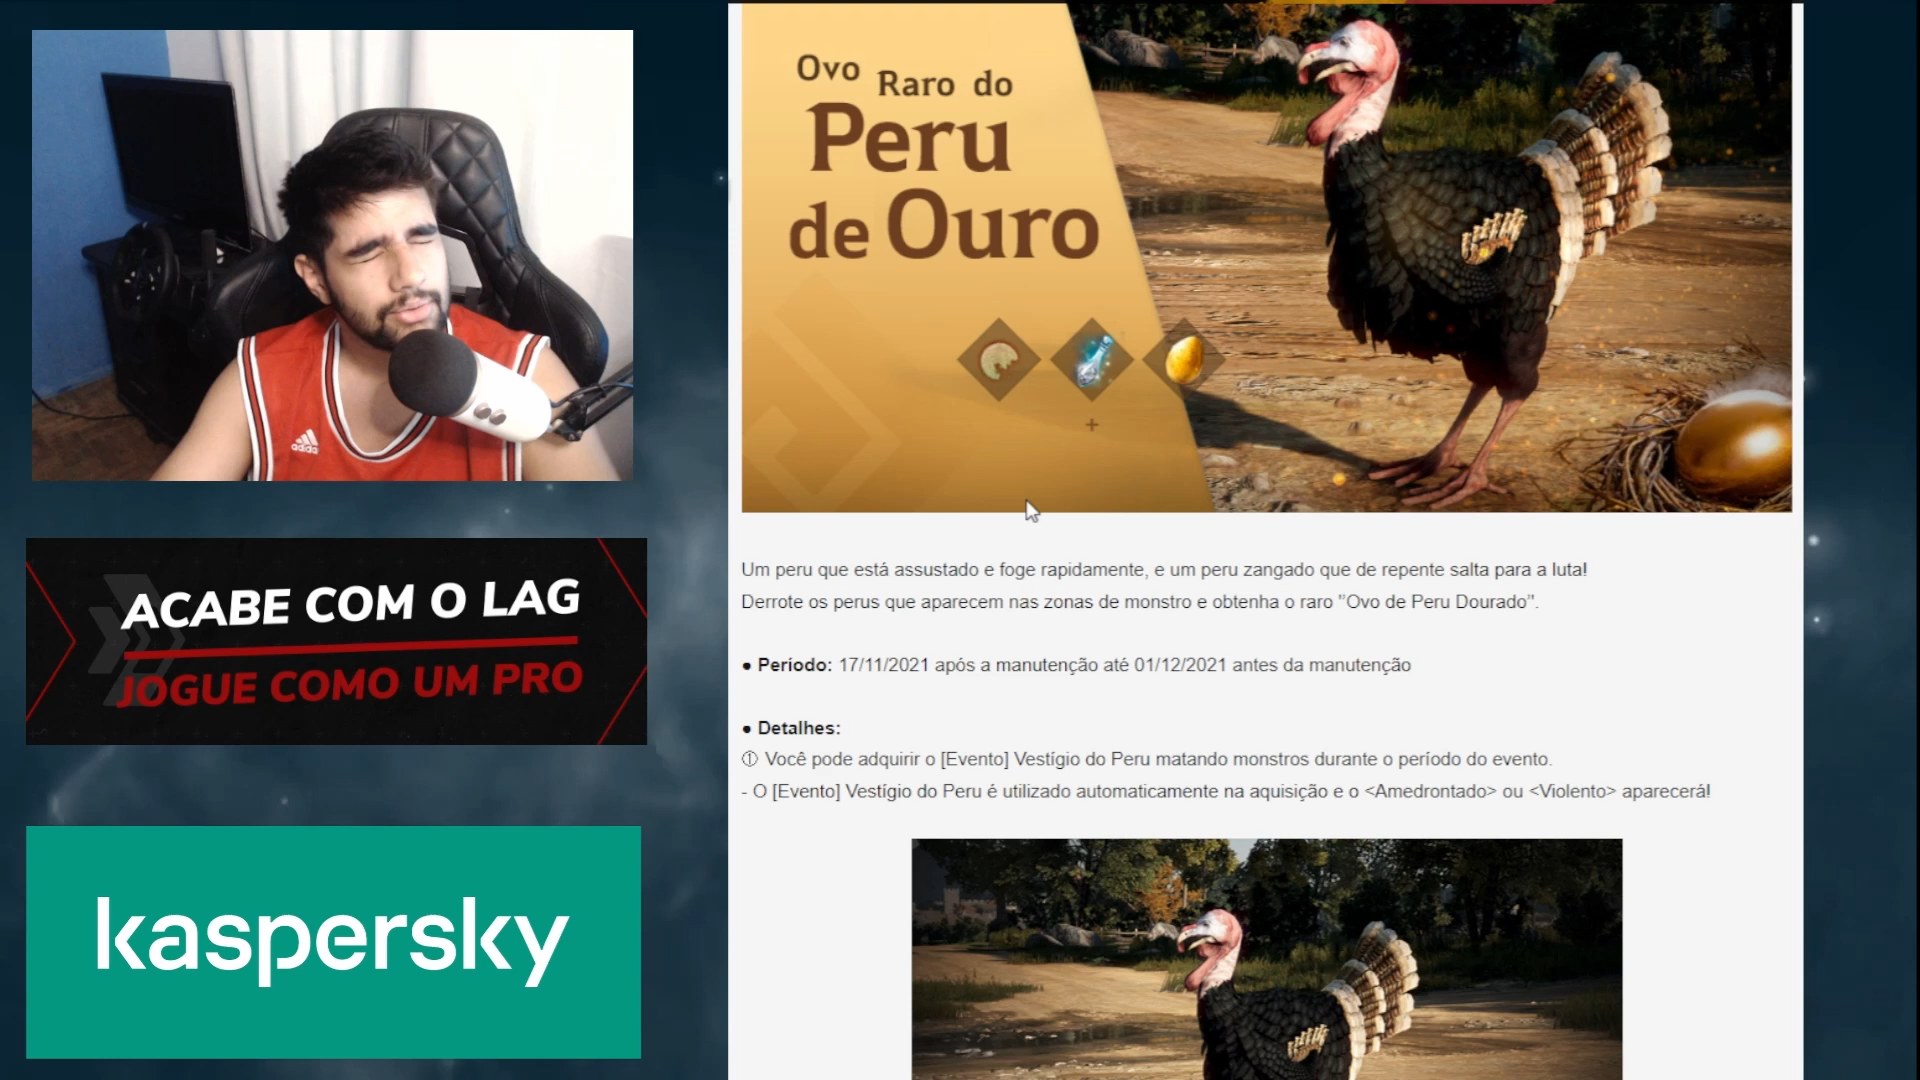 adidas
ACABE COM O LAG
JOGUE COMO UM PRO
kaspersky
Ovo Raro do
Peru
de Ouro
Um peru que está assustado e foge rapidamente, e um peru zangado que de repente salta para a luta!
Derrote os perus que aparecem nas zonas de monstro e obtenha o raro "Ovo de Peru Dourado".
● Período: 17/11/2021 após a manutenção até 01/12/2021 antes da manutenção
● Detalhes:
① Você pode adquirir o [Evento] Vestígio do Peru matando monstros durante o período do evento.
- O [Evento] Vestígio do Peru é utilizado automaticamente na aquisição e o <Amedrontado> ou <Violento> aparecerá!